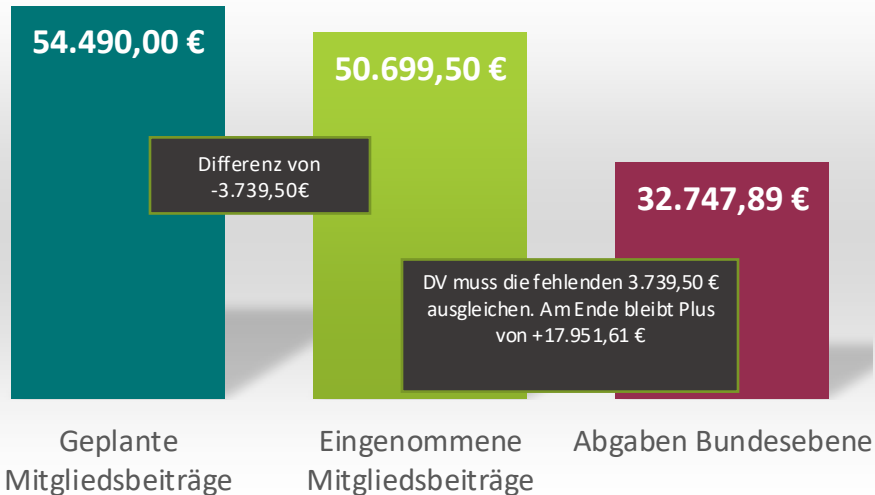 54.490,00 €
50.699,50 €
Differenz von
-3.739,50€
32.747,89 €
DV muss die fehlenden 3.739,50 €
ausgleichen. Am Ende bleibt Plus
von +17.951,61 €
Geplante
Mitgliedsbeiträge
Eingenommene
Mitgliedsbeiträge
Abgaben Bundesebene